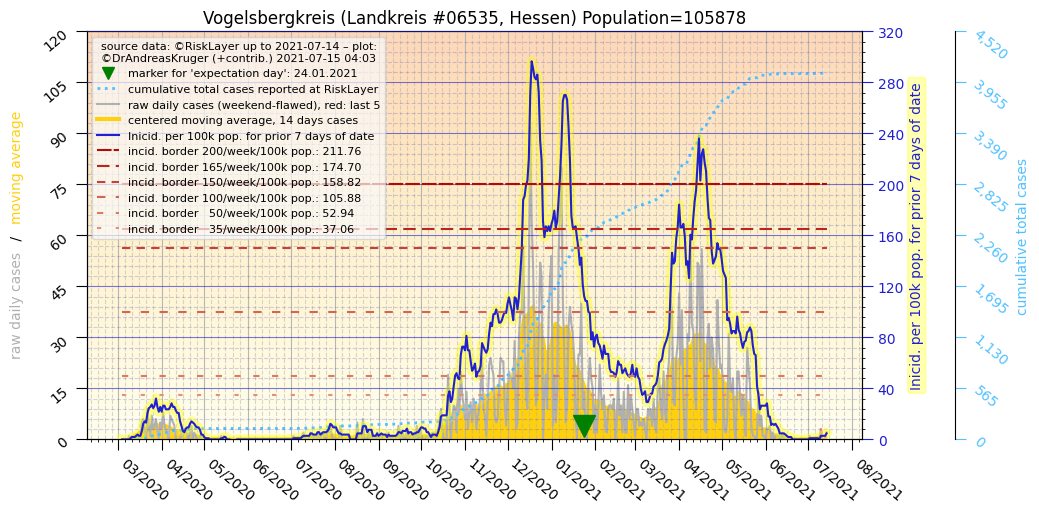 Vogelsbergkreis (Landkreis #06535, Hessen) Population=105878
source data: ©RiskLayer up to 2021-07-14 – plot:
©DrAndreasKruger (+contrib.) 2021-07-15 04:03
marker for 'expectation day': 24.01.2021
cumulative total cases reported at RiskLayer
raw daily cases (weekend-flawed), red: last 5
centered moving average, 14 days cases
Inicid. per 100k pop. for prior 7 days of date
incid. border 200/week/100k pop.: 211.76
incid. border 165/week/100k pop.: 174.70
incid. border 150/week/100k pop.: 158.82
incid. border 100/week/100k pop.: 105.88
incid. border 50/week/100k pop.: 52.94
incid. border 35/week/100k pop.: 37.06
raw daily cases / moving average
120
105
90
75
60
45
30
15
0
320
280
240
200
160
120
80
40
0
Inicid. per 100k pop. for prior 7 days of date
4,520
3,955
3,390
2,825
2,260
1,695
1,130
565
0
cumulative total cases
03/2020
04/2020
05/2020
06/2020
07/2020
08/2020
09/2020
10/2020
11/2020
12/2020
01/2021
02/2021
03/2021
04/2021
05/2021
06/2021
07/2021
08/2021